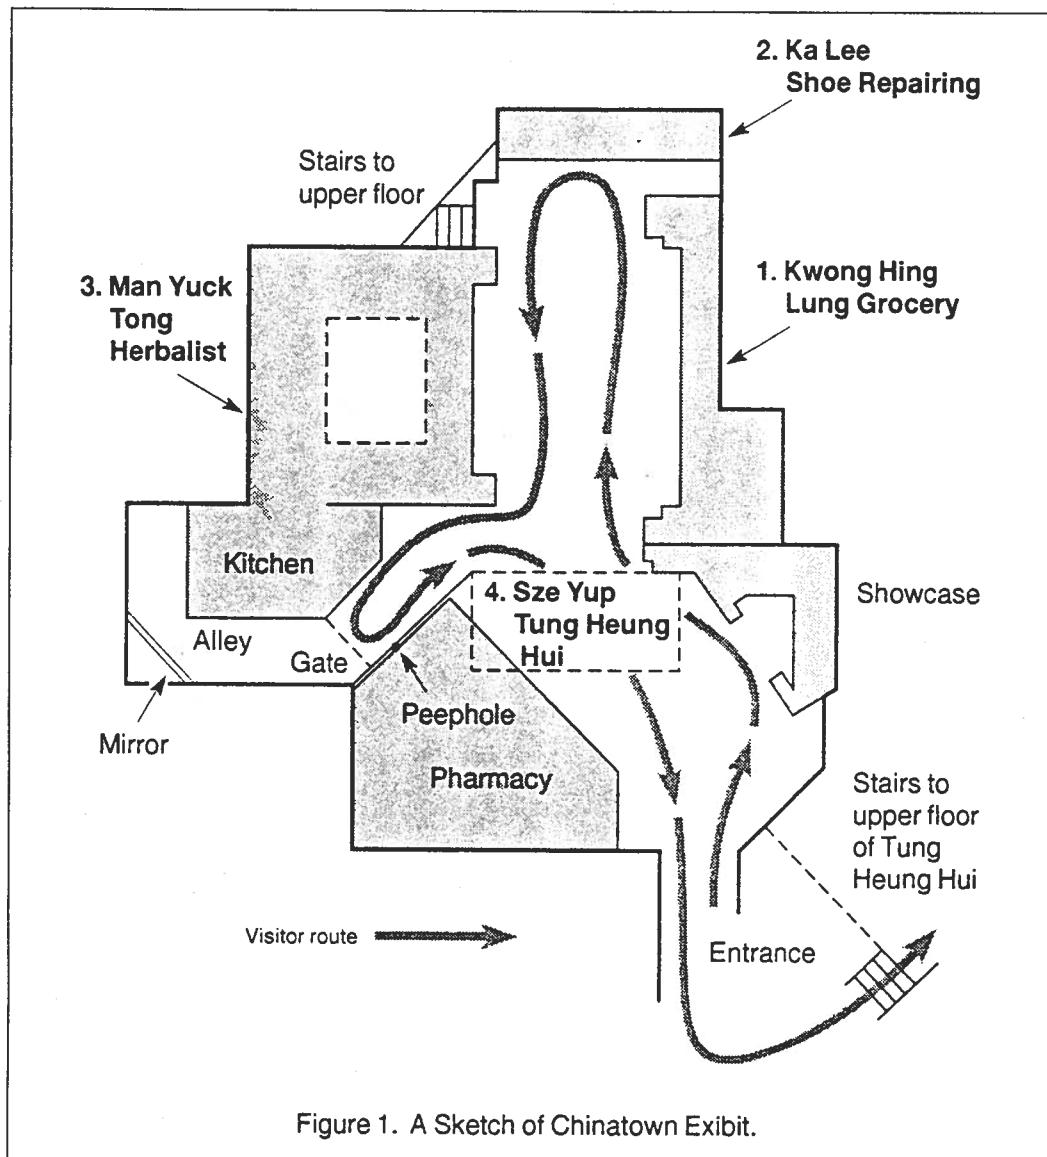 2. Ka Lee
Shoe Repairing
Stairs to
upper floor
3. Man Yuck
Tong
Herbalist
1. Kwong Hing
Lung Grocery
Kitchen
4. Sze Yup
Tung Heung
Hui
Showcase
Alley
Gate
Peephole
Mirror
Pharmacy
Stairs to
upper floor
of Tung
Heung Hui
Visitor route
Entrance
Figure 1. A Sketch of Chinatown Exibit.